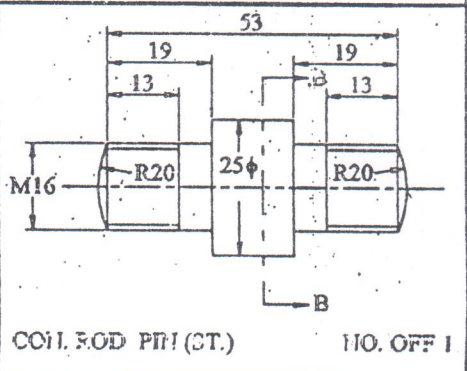 53
19 19
B
13 13
M16 R20 25ϕ R20
B
CON. ROD PIN (ST.) NO. OFF 1